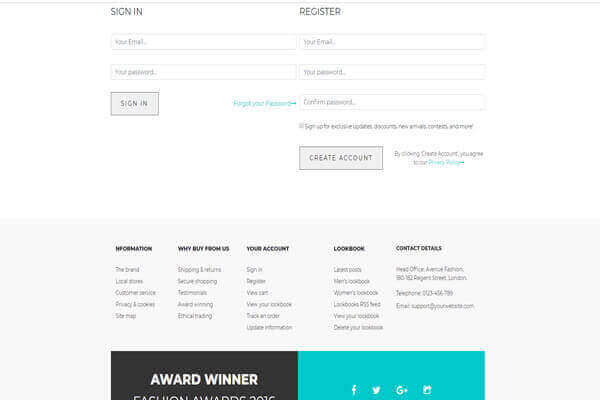 SIGN IN
Your Email...
Your password...
SIGN IN
Forgot your Password
REGISTER
Your Email...
Your password...
Confirm password...
Sign up for exclusive updates, discounts, new arrivals, contests, and more!
CREATE ACCOUNT
By clicking 'Create Account', you agree
to our Privacy Policy
NFORMATION
The brand
Local stores
Customer service
Privacy & cookies
Site map
WHY BUY FROM US
Shipping & returns
Secure shopping
Testimonials
Award winning
Ethical trading
YOUR ACCOUNT
Sign in
Register
View cart
View your lookbook
Track an order
Update information
LOOKBOOK
Latest posts
Men's lookbook
Women's lookbook
Lookbooks RSS feed
View your lookbook
Delete your lookbook
CONTACT DETAILS
Head Office: Avenue Fashion,
180-182 Regent Street, London.
Telephone: 0123-456-789
Email: support@yourwebsite.com
AWARD WINNER
FASHION AWARDS 2016